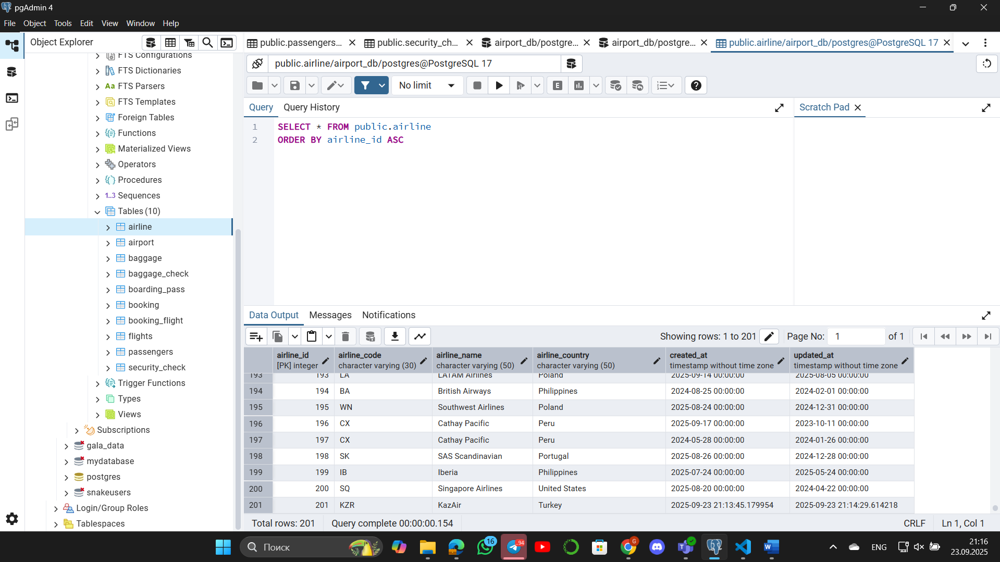 pgAdmin 4
File Object Tools Edit View Window Help
Object Explorer
public.passengers... public.security_ch... airport_db/postgre... airport_db/postgre... public.airline/airport_db/postgres@PostgreSQL 17
public.airline/airport_db/postgres@PostgreSQL 17
No limit
E
Query Query History
Scratch Pad
1 SELECT * FROM public.airline
2 ORDER BY airline_id ASC
FTS Configurations
FTS Dictionaries
Aa FTS Parsers
FTS Templates
Foreign Tables
Functions
Materialized Views
Operators
Procedures
1..3 Sequences
Tables (10)
airline
airport
baggage
baggage_check
boarding_pass
booking
booking_flight
flights
passengers
security_check
Trigger Functions
Types
Views
Subscriptions
gala_data
mydatabase
postgres
snakeusers
Login/Group Roles
Tablespaces
Data Output Messages Notifications
Showing rows: 1 to 201 Page No: 1 of 1
airline_id airline_code airline_name airline_country created_at updated_at
[PK] integer character varying (30) character varying (50) character varying (50) timestamp without time zone timestamp without time zone
193 193 LA LATAM Airlines Poland 2025-09-14 00:00:00 2025-08-05 00:00:00
194 194 BA British Airways Philippines 2024-08-25 00:00:00 2024-02-01 00:00:00
195 195 WN Southwest Airlines Poland 2025-08-24 00:00:00 2024-12-31 00:00:00
196 196 CX Cathay Pacific Peru 2025-09-17 00:00:00 2023-10-11 00:00:00
197 197 CX Cathay Pacific Peru 2024-05-28 00:00:00 2024-01-26 00:00:00
198 198 SK SAS Scandinavian Portugal 2025-08-26 00:00:00 2024-12-28 00:00:00
199 199 IB Iberia Philippines 2025-07-24 00:00:00 2025-05-24 00:00:00
200 200 SQ Singapore Airlines United States 2025-08-20 00:00:00 2024-04-22 00:00:00
201 201 KZR KazAir Turkey 2025-09-23 21:13:45.179954 2025-09-23 21:14:29.614218
Total rows: 201 Query complete 00:00:00.154 CRLF Ln 1, Col 1
Поиск 16 94 G ENG 21:16
23.09.2025